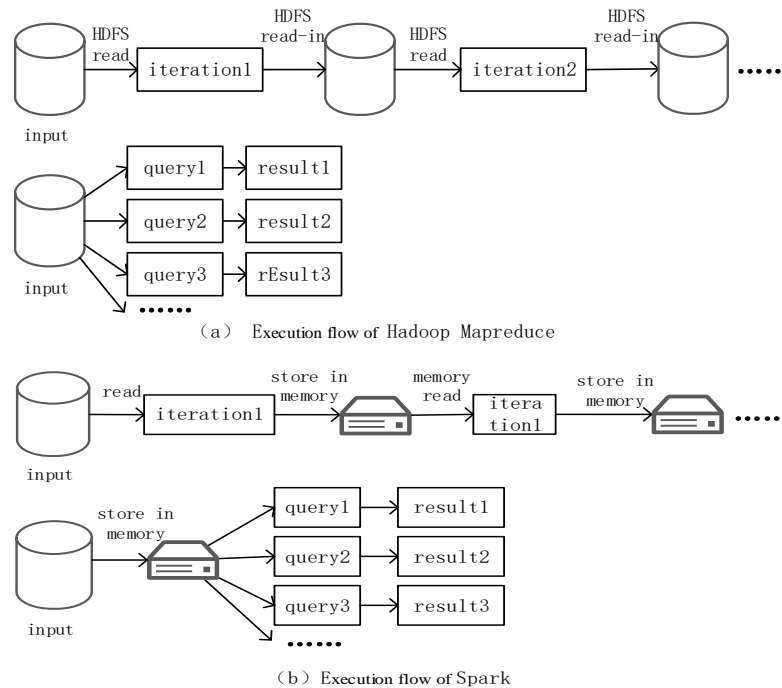 HDFS
read
iteration1
HDFS
read-in
HDFS
read
iteration2
HDFS
read-in
input
query1
result1
query2
result2
query3
rEsult3
input
......
(a) Execution flow of Hadoop Mapreduce
read
iteration1
store in
memory
memory
read
itera
tion1
store in
memory
input
store in
memory
query1
result1
query2
result2
query3
result3
input
......
(b) Execution flow of Spark